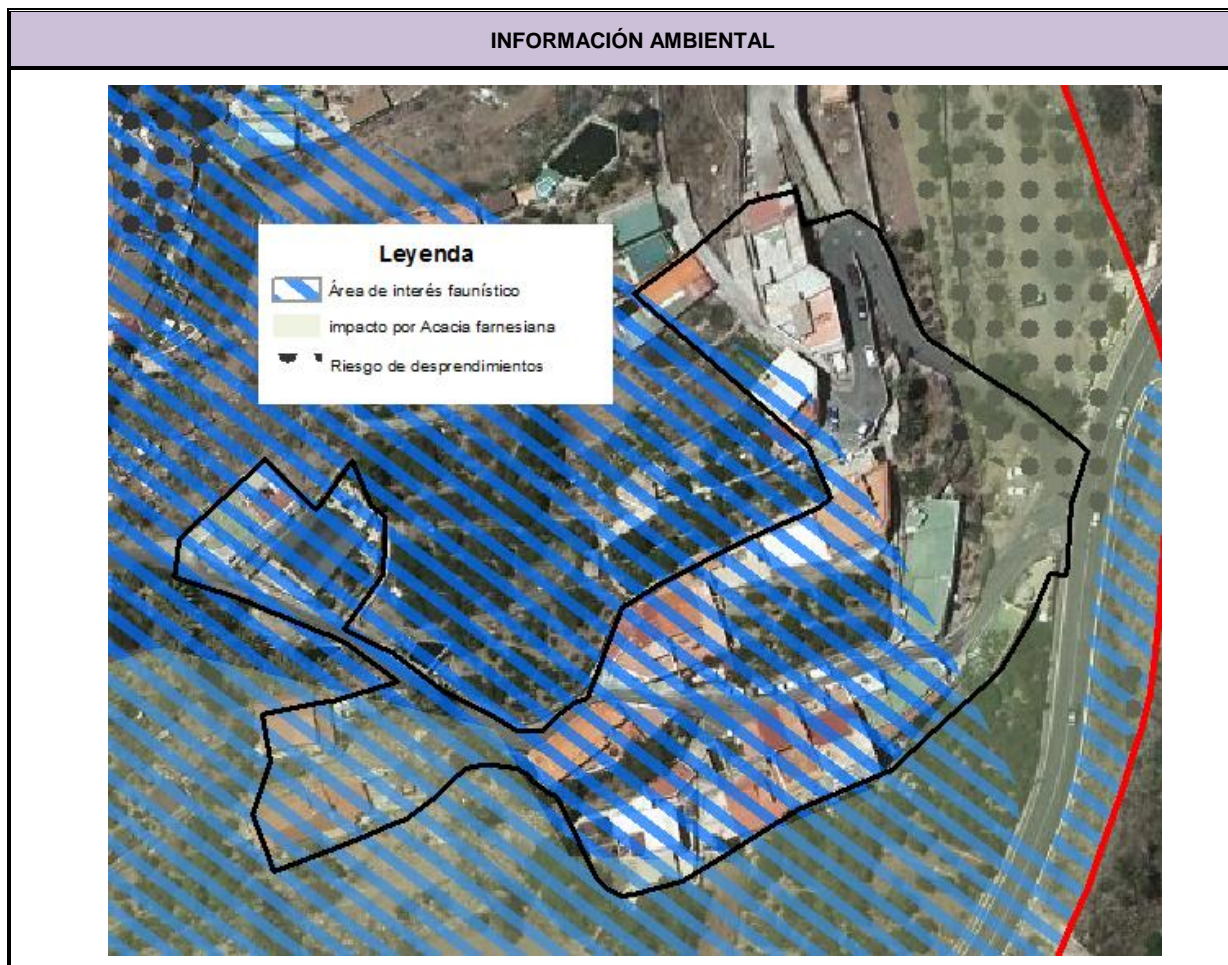 INFORMACIÓN AMBIENTAL
Leyenda
Área de interés faunístico
impacto por Acacia farnesiana
Riesgo de desprendimientos